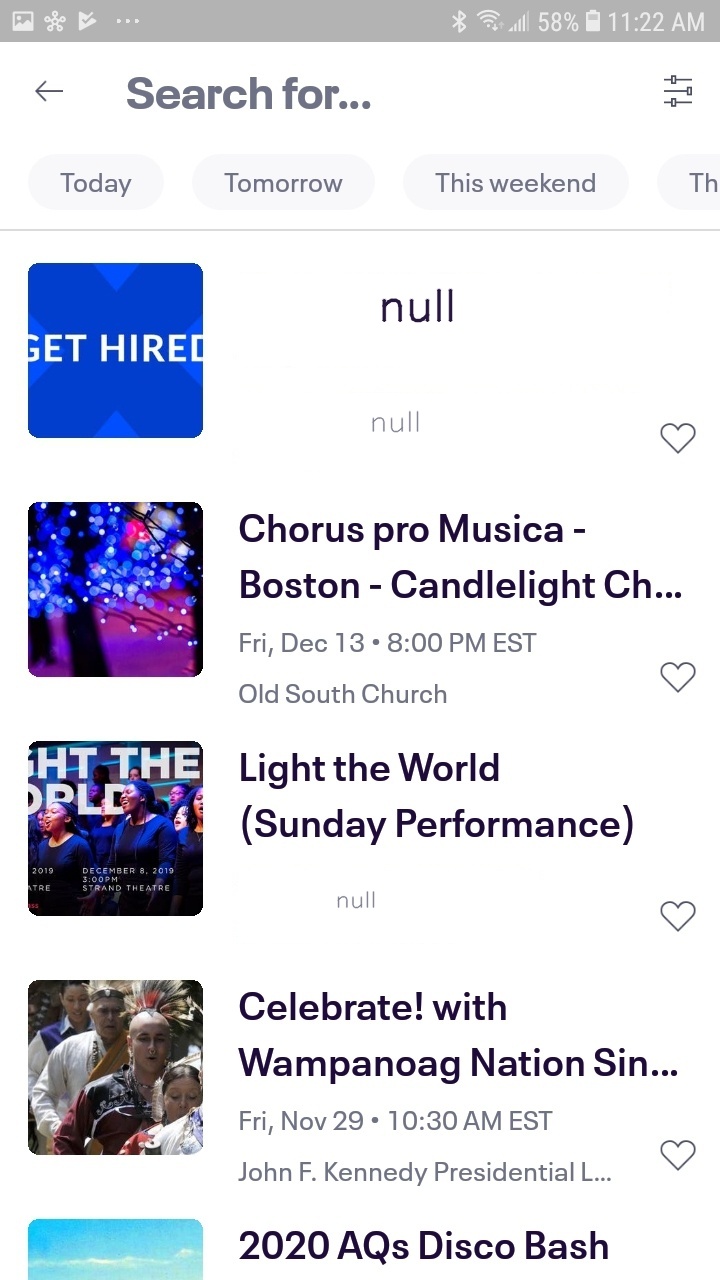 58% 11:22 AM
Search for...
Today
Tomorrow
This weekend
Th
GET HIRED
null
null
Chorus pro Musica -
Boston - Candlelight Ch...
Fri, Dec 13 • 8:00 PM EST
Old South Church
GHT THE
ORLD
2019
DECEMBER 8, 2019
3:00PM
ATRE
STRAND THEATRE
Light the World
(Sunday Performance)
null
Celebrate! with
Wampanoag Nation Sin...
Fri, Nov 29 • 10:30 AM EST
John F. Kennedy Presidential L...
2020 AQs Disco Bash